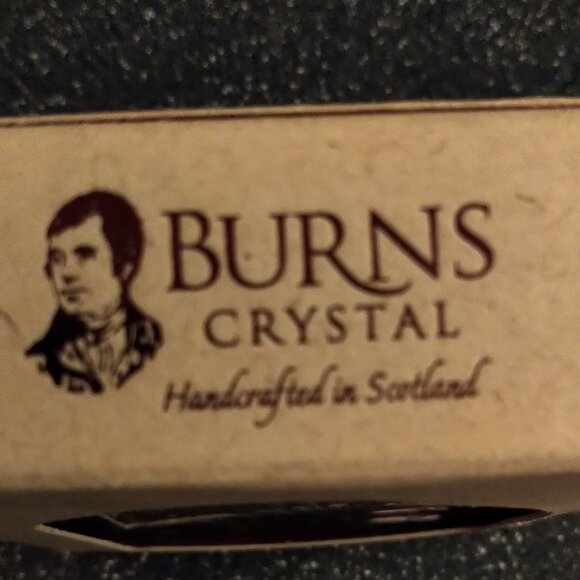 BURNS
CRYSTAL
Handcrafted in Scotland